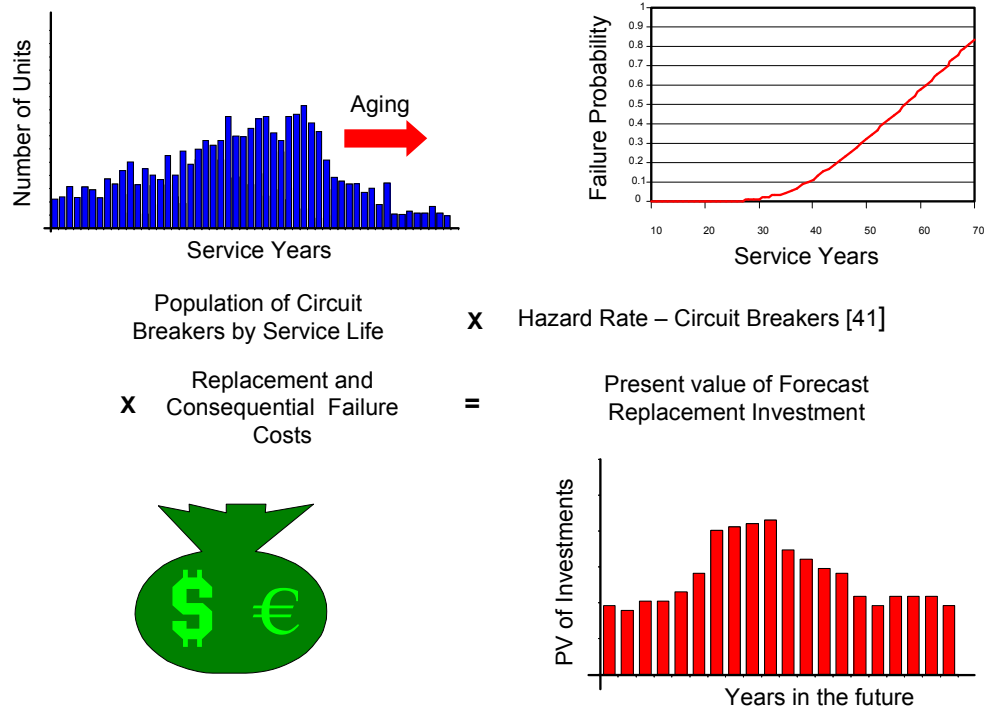 Number of Units
Aging
Service Years
Failure Probability
1
0.9
0.8
0.7
0.6
0.5
0.4
0.3
0.2
0.1
0
10 20 30 40 50 60 70
Service Years
Population of Circuit
Breakers by Service Life
X
Hazard Rate – Circuit Breakers [41]
X
Replacement and
Consequential Failure
Costs
=
Present value of Forecast
Replacement Investment
$ €
PV of Investments
Years in the future